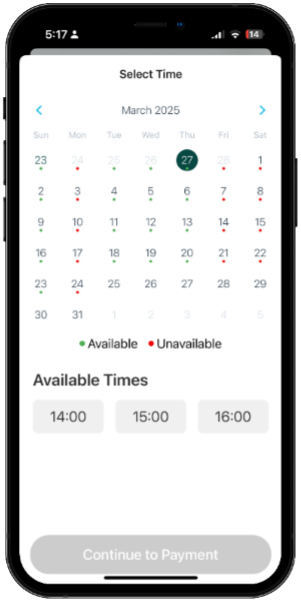 5:17 14
Select Time
March 2025
Sun Mon Tue Wed Thu Fri Sat
23 24 25 26 27 28 1
2 3 4 5 6 7 8
9 10 11 12 13 14 15
16 17 18 19 20 21 22
23 24 25 26 27 28 29
30 31 1 2 3 4 5
Available Unavailable
Available Times
14:00 15:00 16:00
Continue to Payment